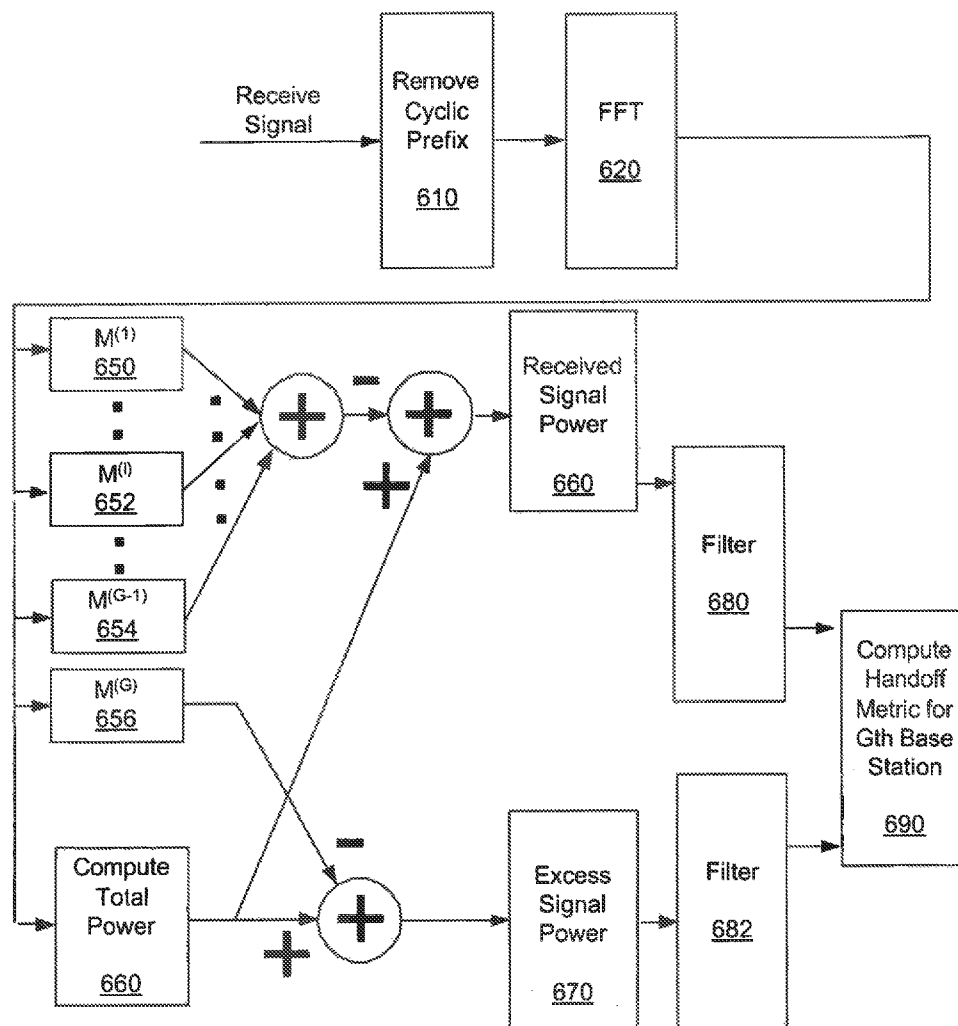 Receive
Signal
Remove
Cyclic
Prefix
610
FFT
620
M(1)
650
M(I)
652
M(G-1)
654
M(G)
656
Compute
Total
Power
660
-
+
+
+
Received
Signal
Power
660
-
+
+
Excess
Signal
Power
670
Filter
680
Filter
682
Compute
Handoff
Metric for
Gth Base
Station
690